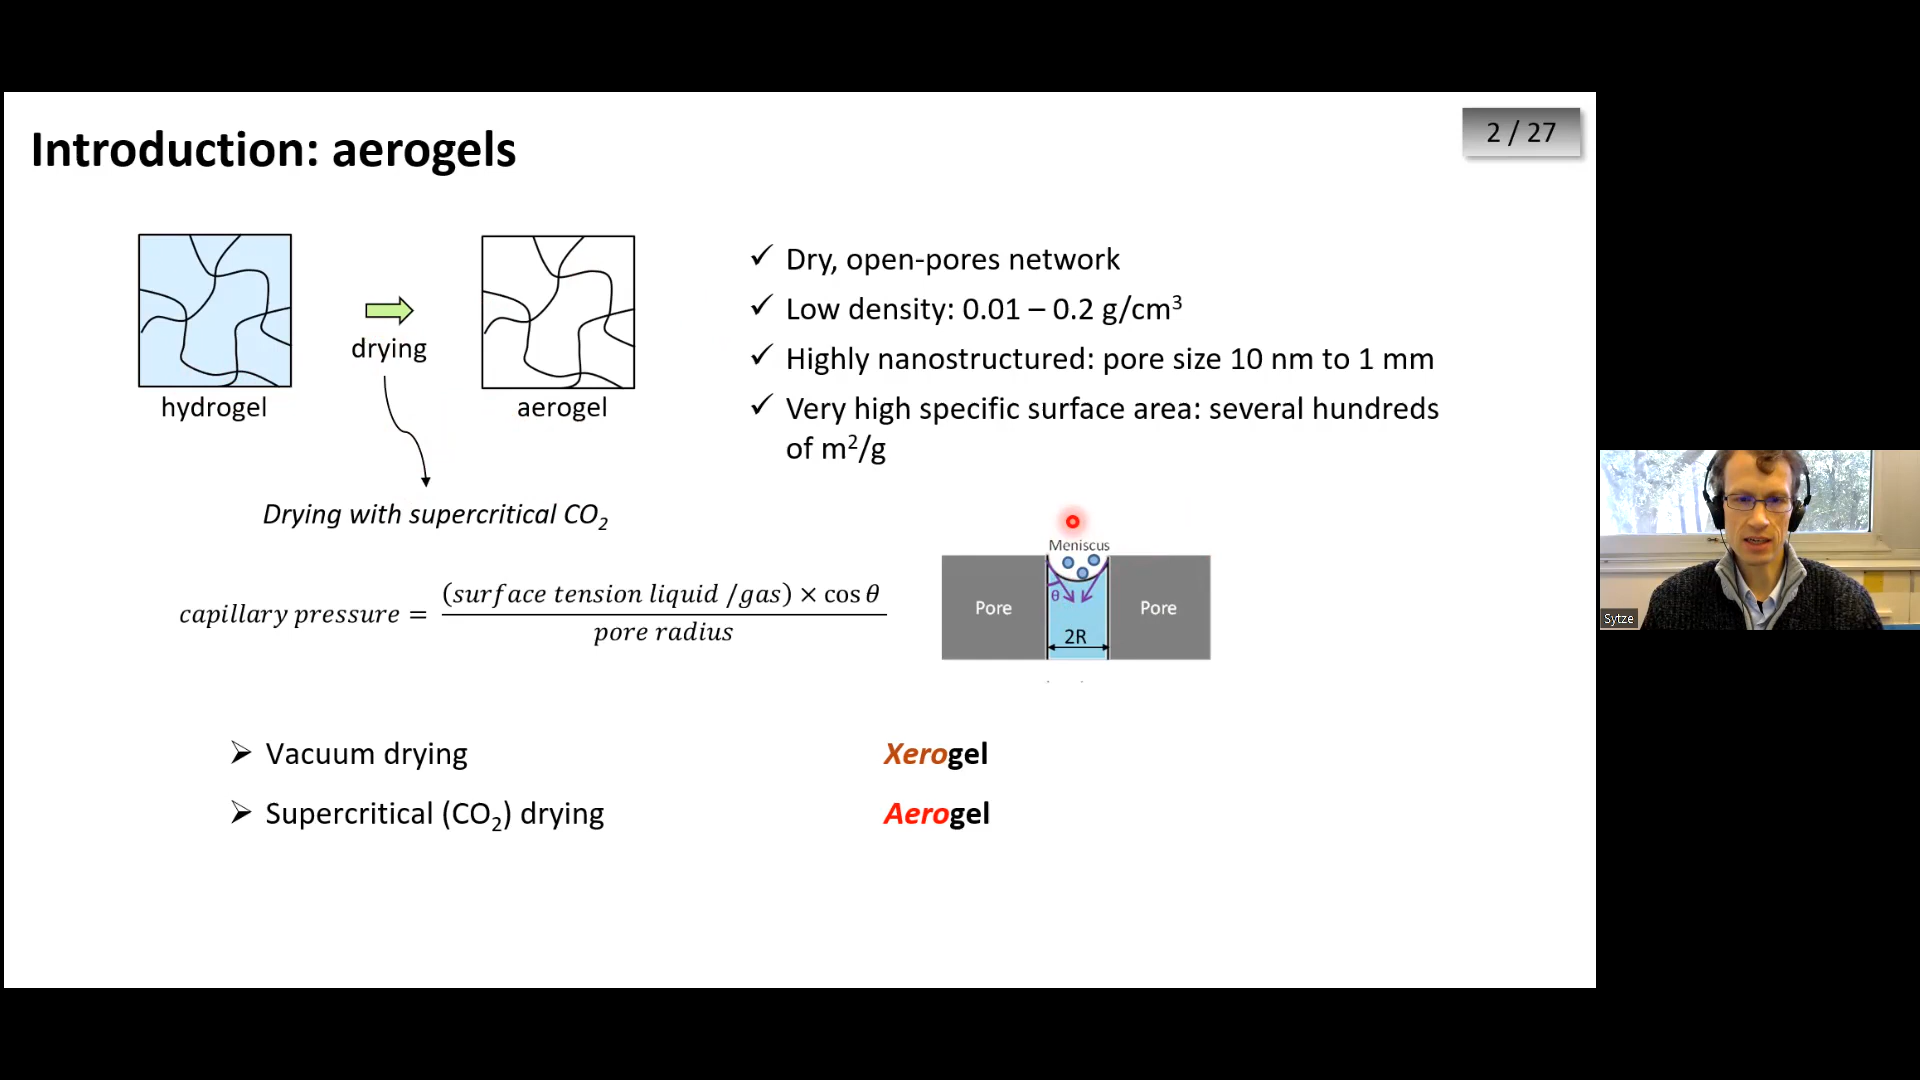 Introduction: aerogels
2 / 27
hydrogel
drying
aerogel
Drying with supercritical CO₂
✓ Dry, open-pores network
✓ Low density: 0.01 – 0.2 g/cm³
✓ Highly nanostructured: pore size 10 nm to 1 mm
✓ Very high specific surface area: several hundreds
of m²/g
capillary pressure = (surface tension liquid /gas) × cos θ / pore radius
Meniscus
Pore
θ
2R
Pore
➢ Vacuum drying
Xerogel
➢ Supercritical (CO₂) drying
Aerogel
Sytze